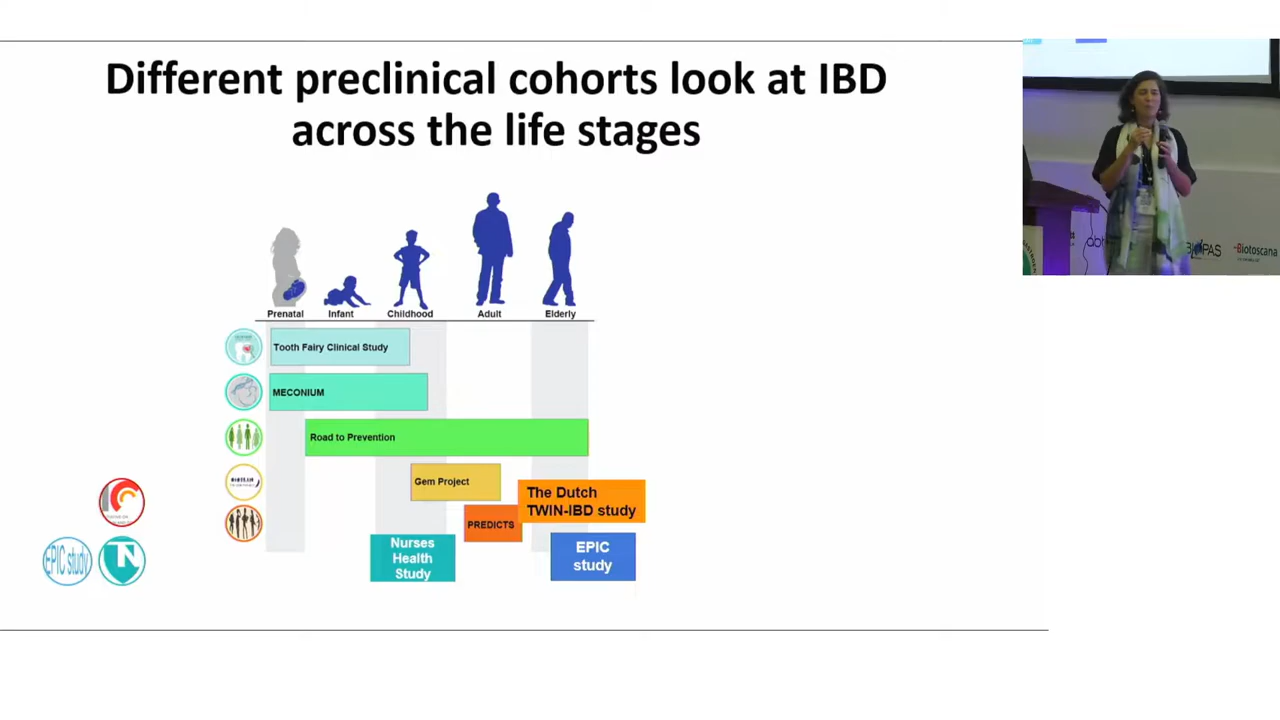 Different preclinical cohorts look at IBD
across the life stages
Prenatal
Infant
Childhood
Adult
Elderly
Tooth Fairy Clinical Study
MECONIUM
Road to Prevention
Gem Project
PREDICTS
The Dutch
TWIN-IBD study
Nurses
Health
Study
EPIC
study
EPIC study
TN
Biotoscana